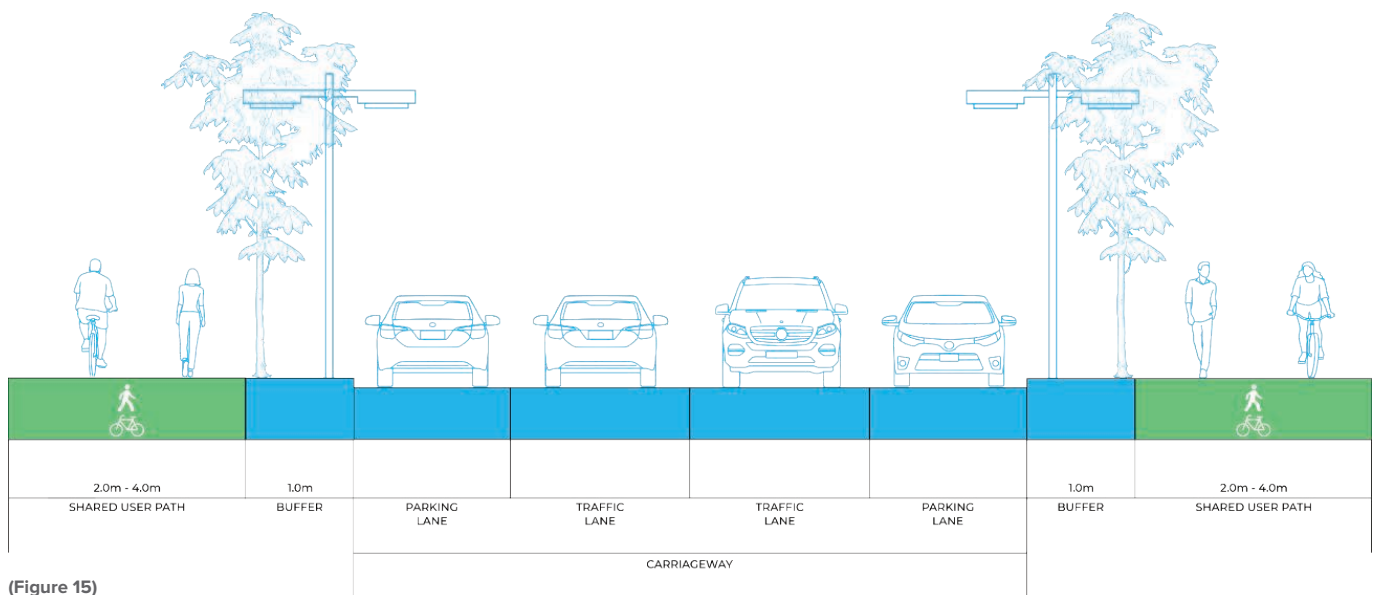 2.0m - 4.0m
1.0m
1.0m
2.0m - 4.0m
SHARED USER PATH
BUFFER
PARKING
LANE
TRAFFIC
LANE
TRAFFIC
LANE
PARKING
LANE
BUFFER
SHARED USER PATH
CARRIAGEWAY
(Figure 15)